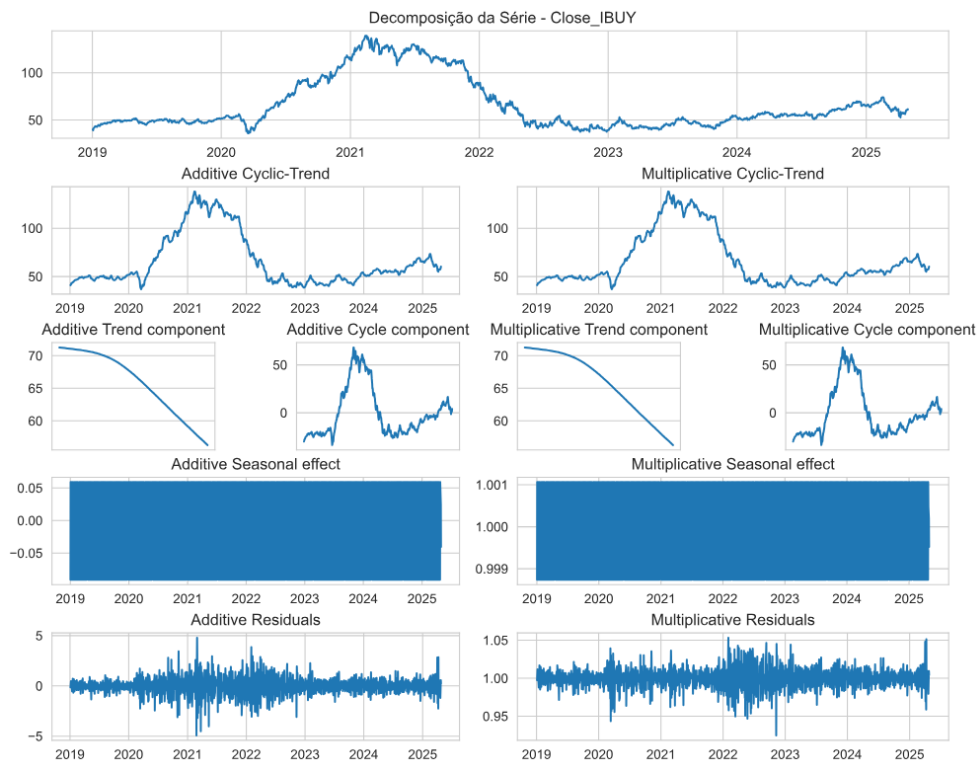 Decomposição da Série - Close_IBUY
100
50
2019 2020 2021 2022 2023 2024 2025
Additive Cyclic-Trend Multiplicative Cyclic-Trend
100 100
50 50
2019 2020 2021 2022 2023 2024 2025 2019 2020 2021 2022 2023 2024 2025
Additive Trend component Additive Cycle component Multiplicative Trend component Multiplicative Cycle component
70 50 70 50
65 0 65 0
60 60
Additive Seasonal effect Multiplicative Seasonal effect
0.05 1.001
0.00 1.000
−0.05 0.999
2019 2020 2021 2022 2023 2024 2025 2019 2020 2021 2022 2023 2024 2025
Additive Residuals Multiplicative Residuals
5 1.05
0 1.00
−5 0.95
2019 2020 2021 2022 2023 2024 2025 2019 2020 2021 2022 2023 2024 2025